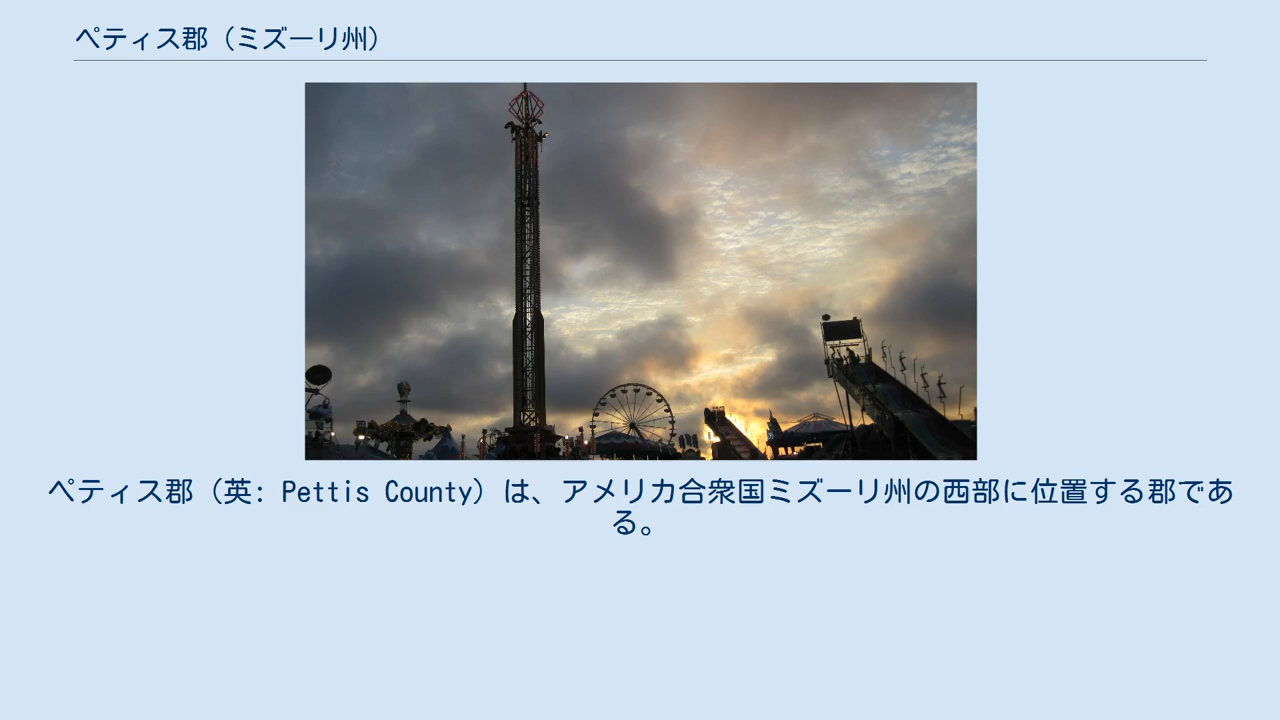 ペティス郡（ミズーリ州）
ペティス郡（英: Pettis County）は、アメリカ合衆国ミズーリ州の西部に位置する郡であ
る。